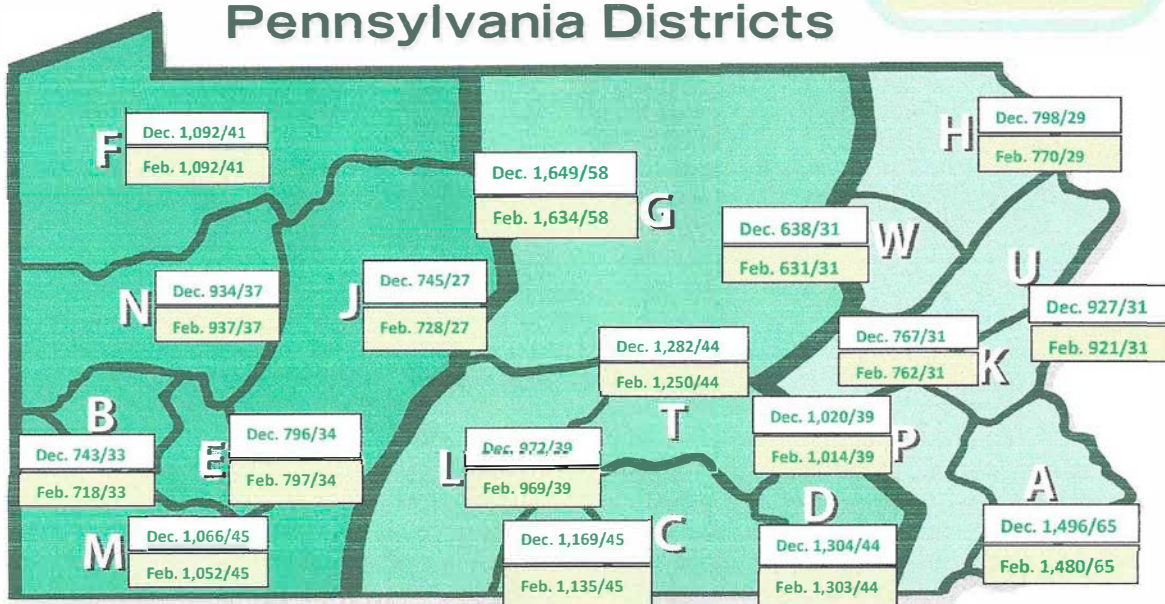 Pennsylvania Districts
F
Dec. 1,092/41
Feb. 1,092/41
H
Dec. 798/29
Feb. 770/29
Dec. 1,649/58
Feb. 1,634/58
G
Dec. 638/31
Feb. 631/31
W
U
N
Dec. 934/37
Feb. 937/37
J
Dec. 745/27
Feb. 728/27
Dec. 927/31
Feb. 921/31
Dec. 1,282/44
Feb. 1,250/44
Dec. 767/31
Feb. 762/31
K
B
Dec. 743/33
Feb. 718/33
E
Dec. 796/34
Feb. 797/34
L
Dec. 972/39
Feb. 969/39
T
Dec. 1,020/39
Feb. 1,014/39
P
A
Dec. 1,496/65
Feb. 1,480/65
M
Dec. 1,066/45
Feb. 1,052/45
Dec. 1,169/45
Feb. 1,135/45
C
D
Dec. 1,304/44
Feb. 1,303/44